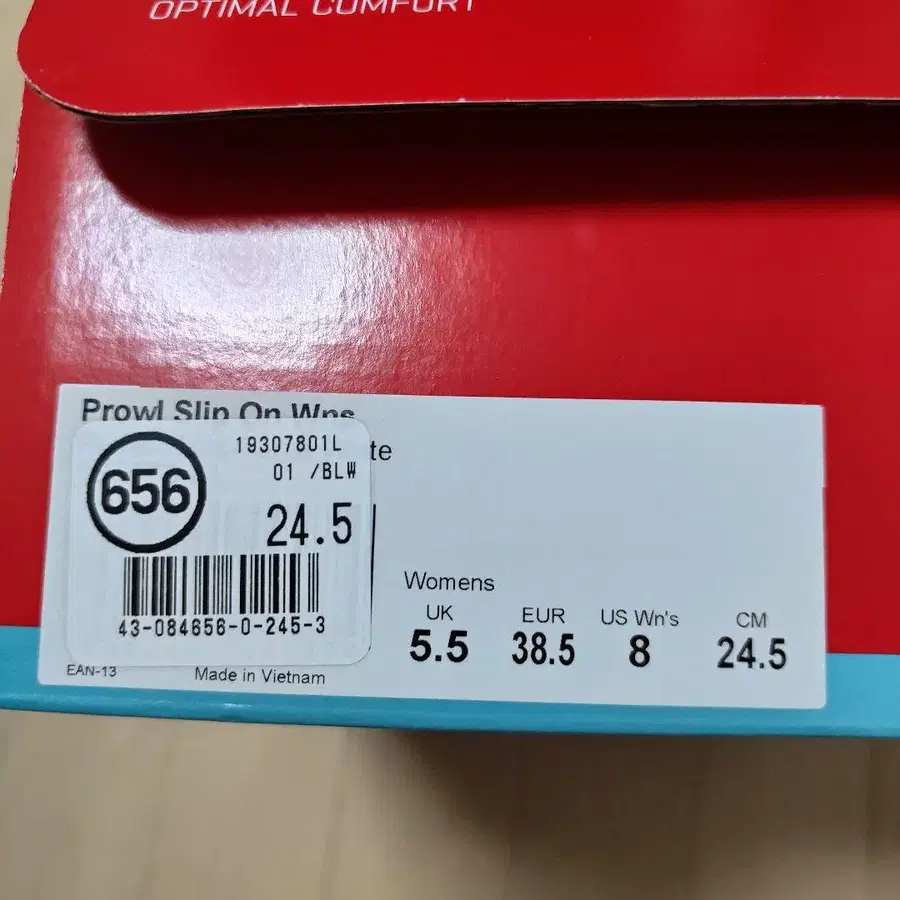 OPTIMAL COMFORT
Prowl Slip On Wns
te
19307801L
656
01 /BLW
24.5
43-084656-0-245-3
EAN-13
Made in Vietnam
Womens
UK EUR US Wn's CM
5.5 38.5 8 24.5